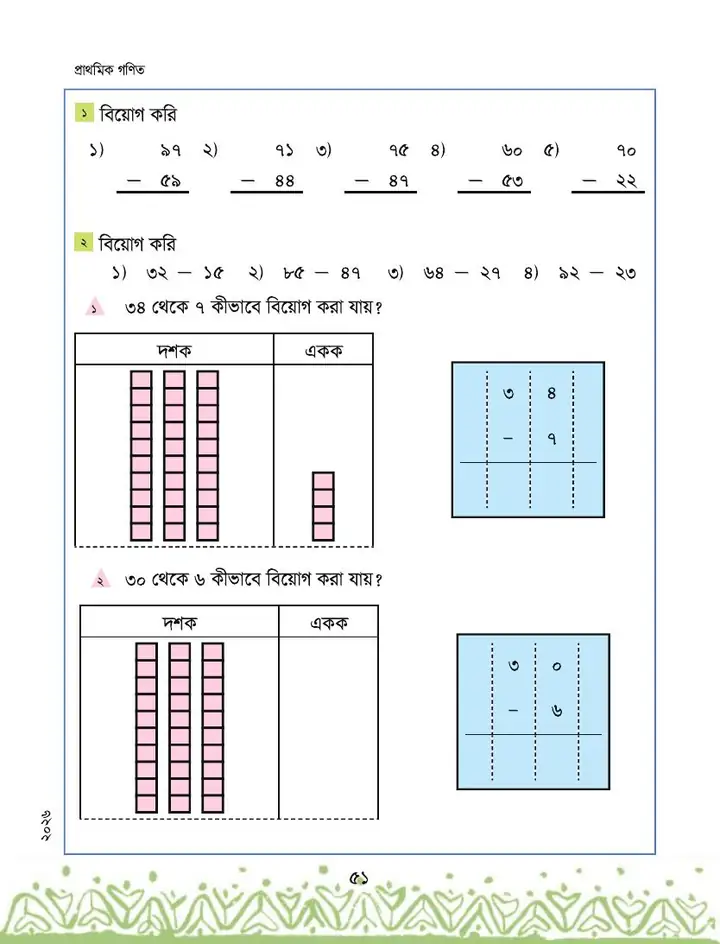 প্রাথমিক গণিত
১ বিয়োগ করি
১) ৯৭ ২) ৭১ ৩) ৭৫ ৪) ৬০ ৫) ৭০
− ৫৯ − ৪৪ − ৪৭ − ৫৩ − ২২
২ বিয়োগ করি
১) ৩২ − ১৫ ২) ৮৫ − ৪৭ ৩) ৬৪ − ২৭ ৪) ৯২ − ২৩
১ ৩৪ থেকে ৭ কীভাবে বিয়োগ করা যায়?
দশক একক
৩ ৪
− ৭
২ ৩০ থেকে ৬ কীভাবে বিয়োগ করা যায়?
দশক একক
৩ ০
− ৬
২০২৬
৫১